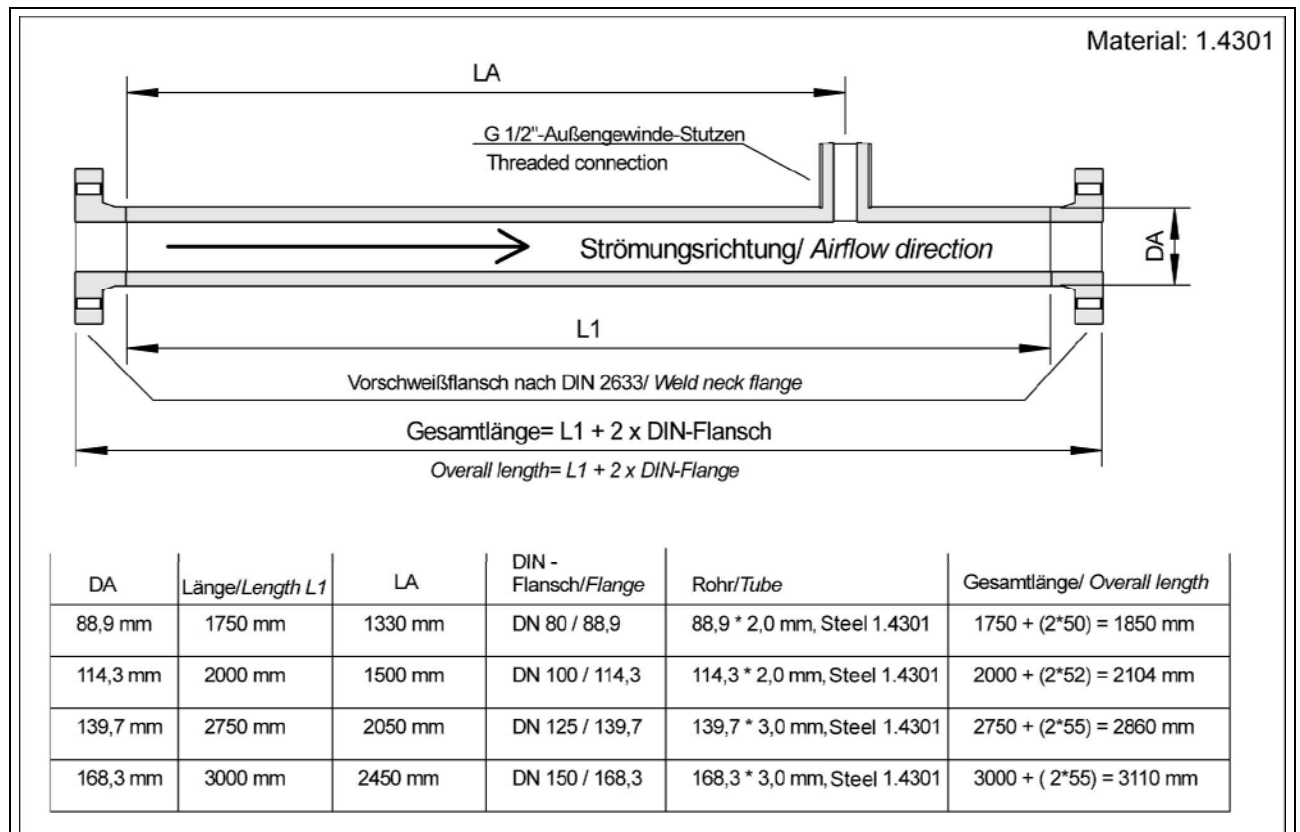 Material: 1.4301
LA
G 1/2"-Außengewinde-Stutzen
Threaded connection
Strömungsrichtung/ Airflow direction
DA
L1
Vorschweißflansch nach DIN 2633/ Weld neck flange
Gesamtlänge= L1 + 2 x DIN-Flansch
Overall length= L1 + 2 x DIN-Flange
DA Länge/Length L1 LA DIN - Flansch/Flange Rohr/Tube Gesamtlänge/ Overall length
88,9 mm 1750 mm 1330 mm DN 80 / 88,9 88,9 * 2,0 mm, Steel 1.4301 1750 + (2*50) = 1850 mm
114,3 mm 2000 mm 1500 mm DN 100 / 114,3 114,3 * 2,0 mm, Steel 1.4301 2000 + (2*52) = 2104 mm
139,7 mm 2750 mm 2050 mm DN 125 / 139,7 139,7 * 3,0 mm, Steel 1.4301 2750 + (2*55) = 2860 mm
168,3 mm 3000 mm 2450 mm DN 150 / 168,3 168,3 * 3,0 mm, Steel 1.4301 3000 + ( 2*55) = 3110 mm